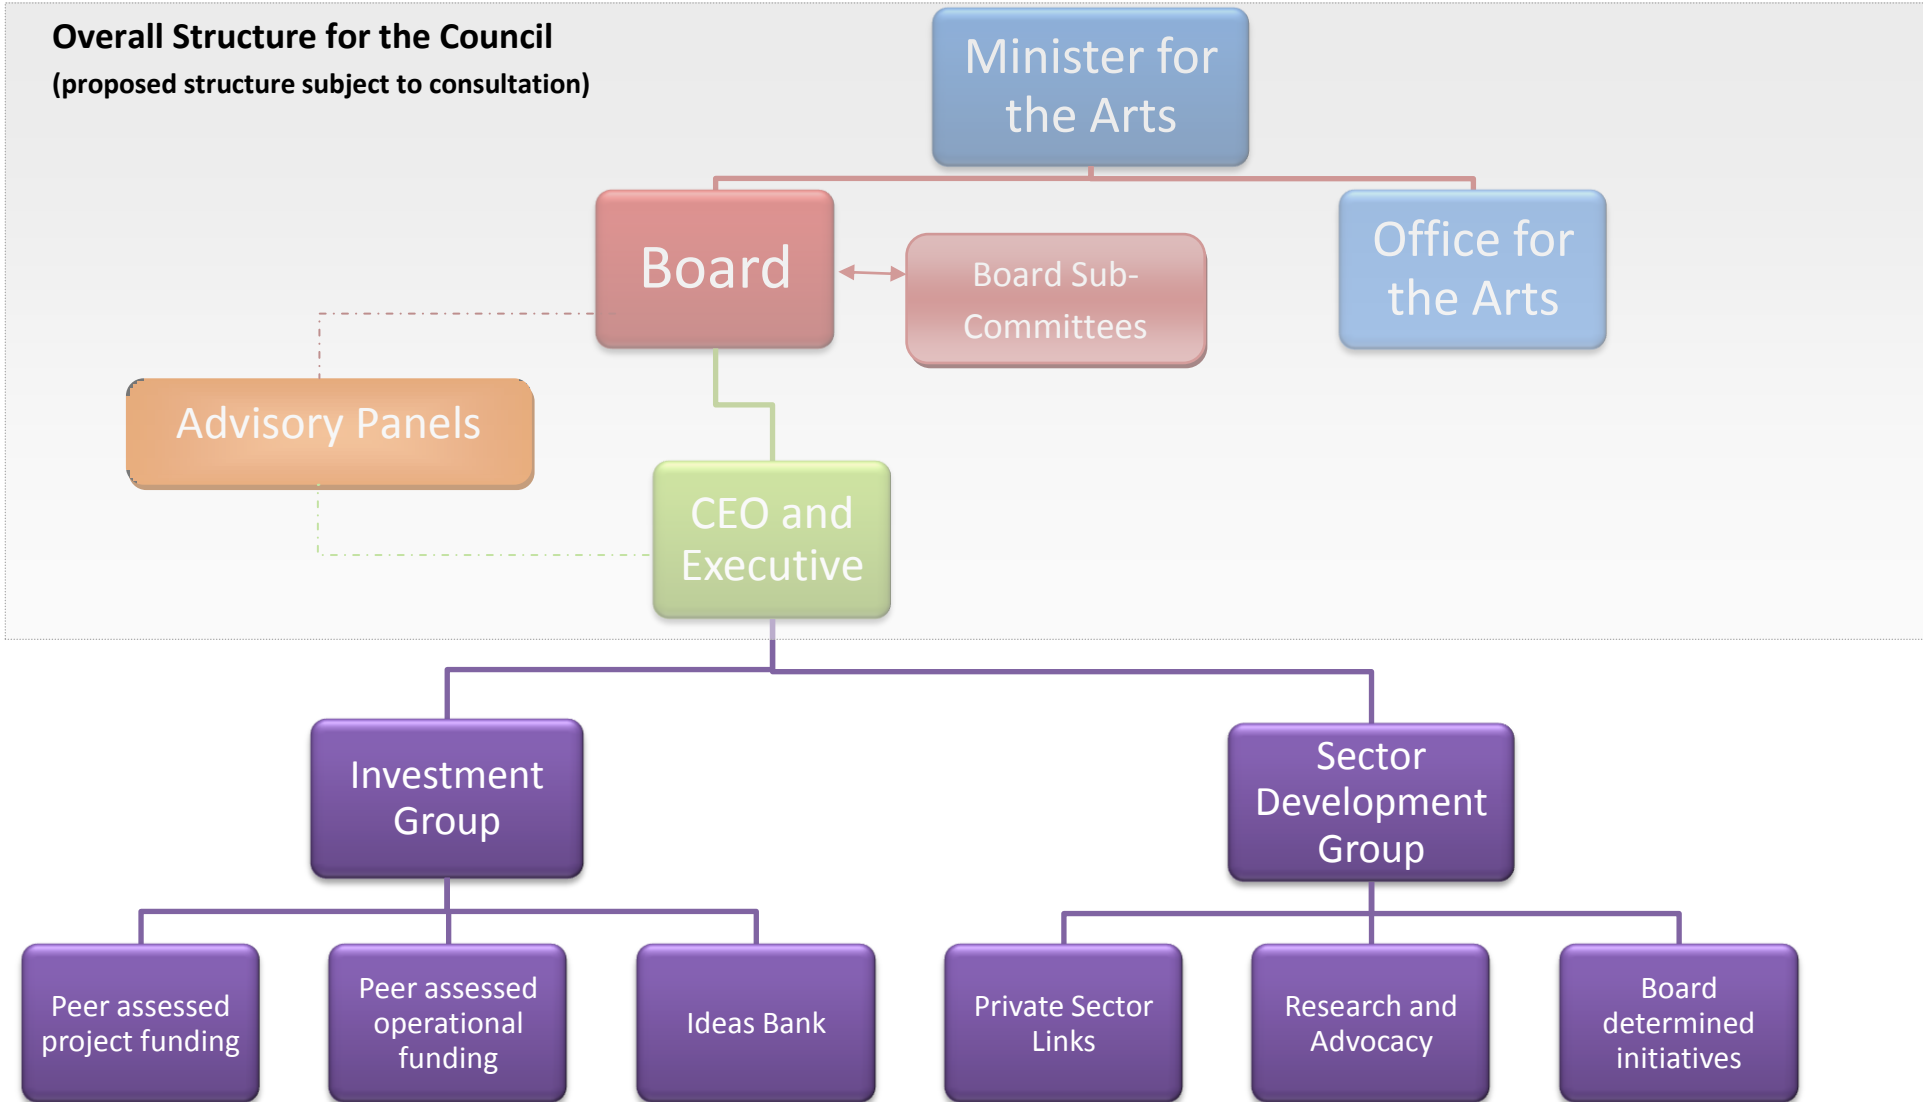 Overall Structure for the Council
(proposed structure subject to consultation)
Minister for
the Arts
Board
Board Sub-
Committees
Office for
the Arts
Advisory Panels
CEO and
Executive
Investment
Group
Sector
Development
Group
Peer assessed
project funding
Peer assessed
operational
funding
Ideas Bank
Private Sector
Links
Research and
Advocacy
Board
determined
initiatives